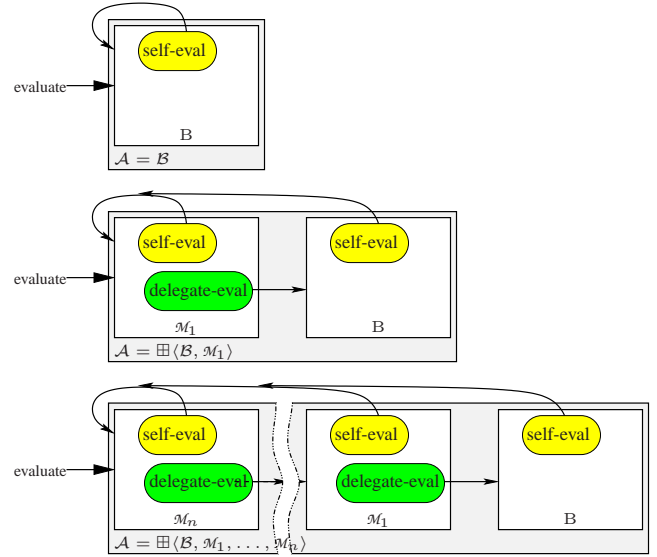 self-eval
evaluate
B
𝒜 = ℬ
self-eval self-eval
evaluate
delegate-eval
ℳ₁ B
𝒜 = ⊞⟨ℬ, ℳ₁⟩
self-eval self-eval self-eval
evaluate
delegate-eval delegate-eval
ℳₙ ℳ₁ B
𝒜 = ⊞⟨ℬ, ℳ₁, . . . , ℳₙ⟩